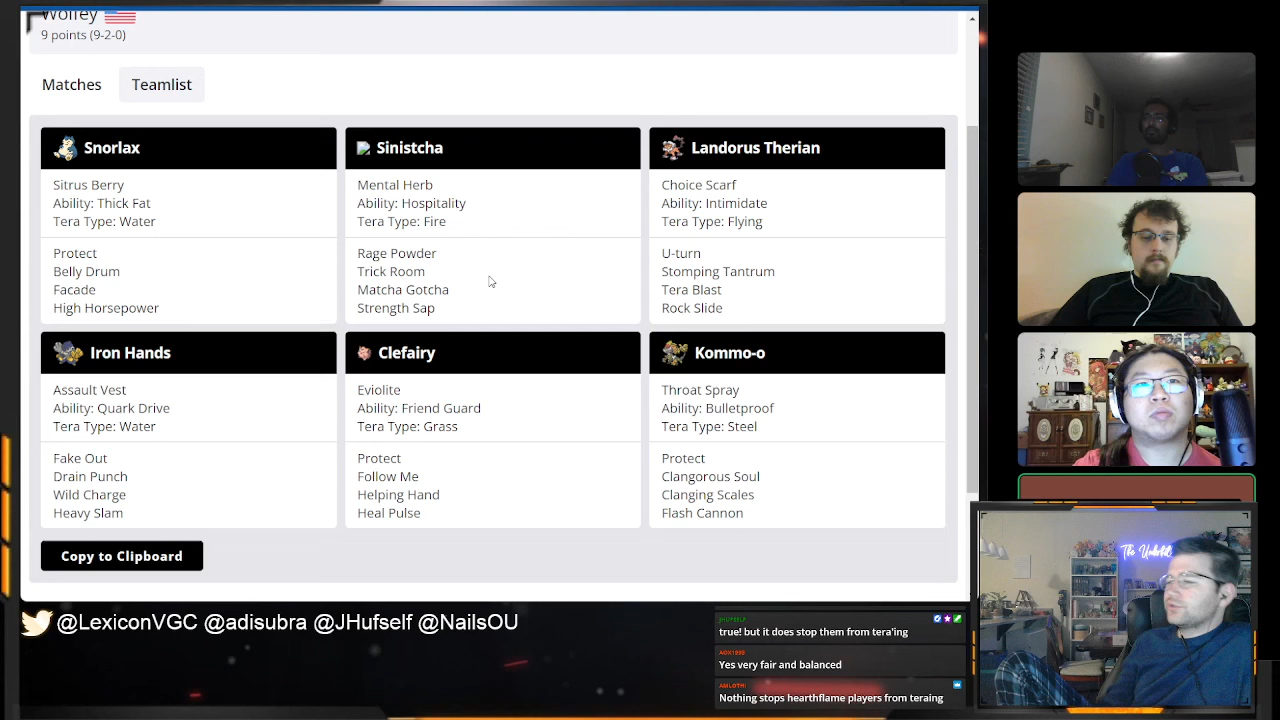 Wolfey
9 points (9-2-0)
Matches
Teamlist
Snorlax
Sitrus Berry
Ability: Thick Fat
Tera Type: Water
Protect
Belly Drum
Facade
High Horsepower
Sinistcha
Mental Herb
Ability: Hospitality
Tera Type: Fire
Rage Powder
Trick Room
Matcha Gotcha
Strength Sap
Landorus Therian
Choice Scarf
Ability: Intimidate
Tera Type: Flying
U-turn
Stomping Tantrum
Tera Blast
Rock Slide
Iron Hands
Assault Vest
Ability: Quark Drive
Tera Type: Water
Fake Out
Drain Punch
Wild Charge
Heavy Slam
Clefairy
Eviolite
Ability: Friend Guard
Tera Type: Grass
Protect
Follow Me
Helping Hand
Heal Pulse
Kommo-o
Throat Spray
Ability: Bulletproof
Tera Type: Steel
Protect
Clangorous Soul
Clanging Scales
Flash Cannon
Copy to Clipboard
@LexiconVGC @adisubra @JHufself @NailsOU
JHUFSELF
true! but it does stop them from tera'ing
Yes very fair and balanced
Nothing stops hearthflame players from teraing
The